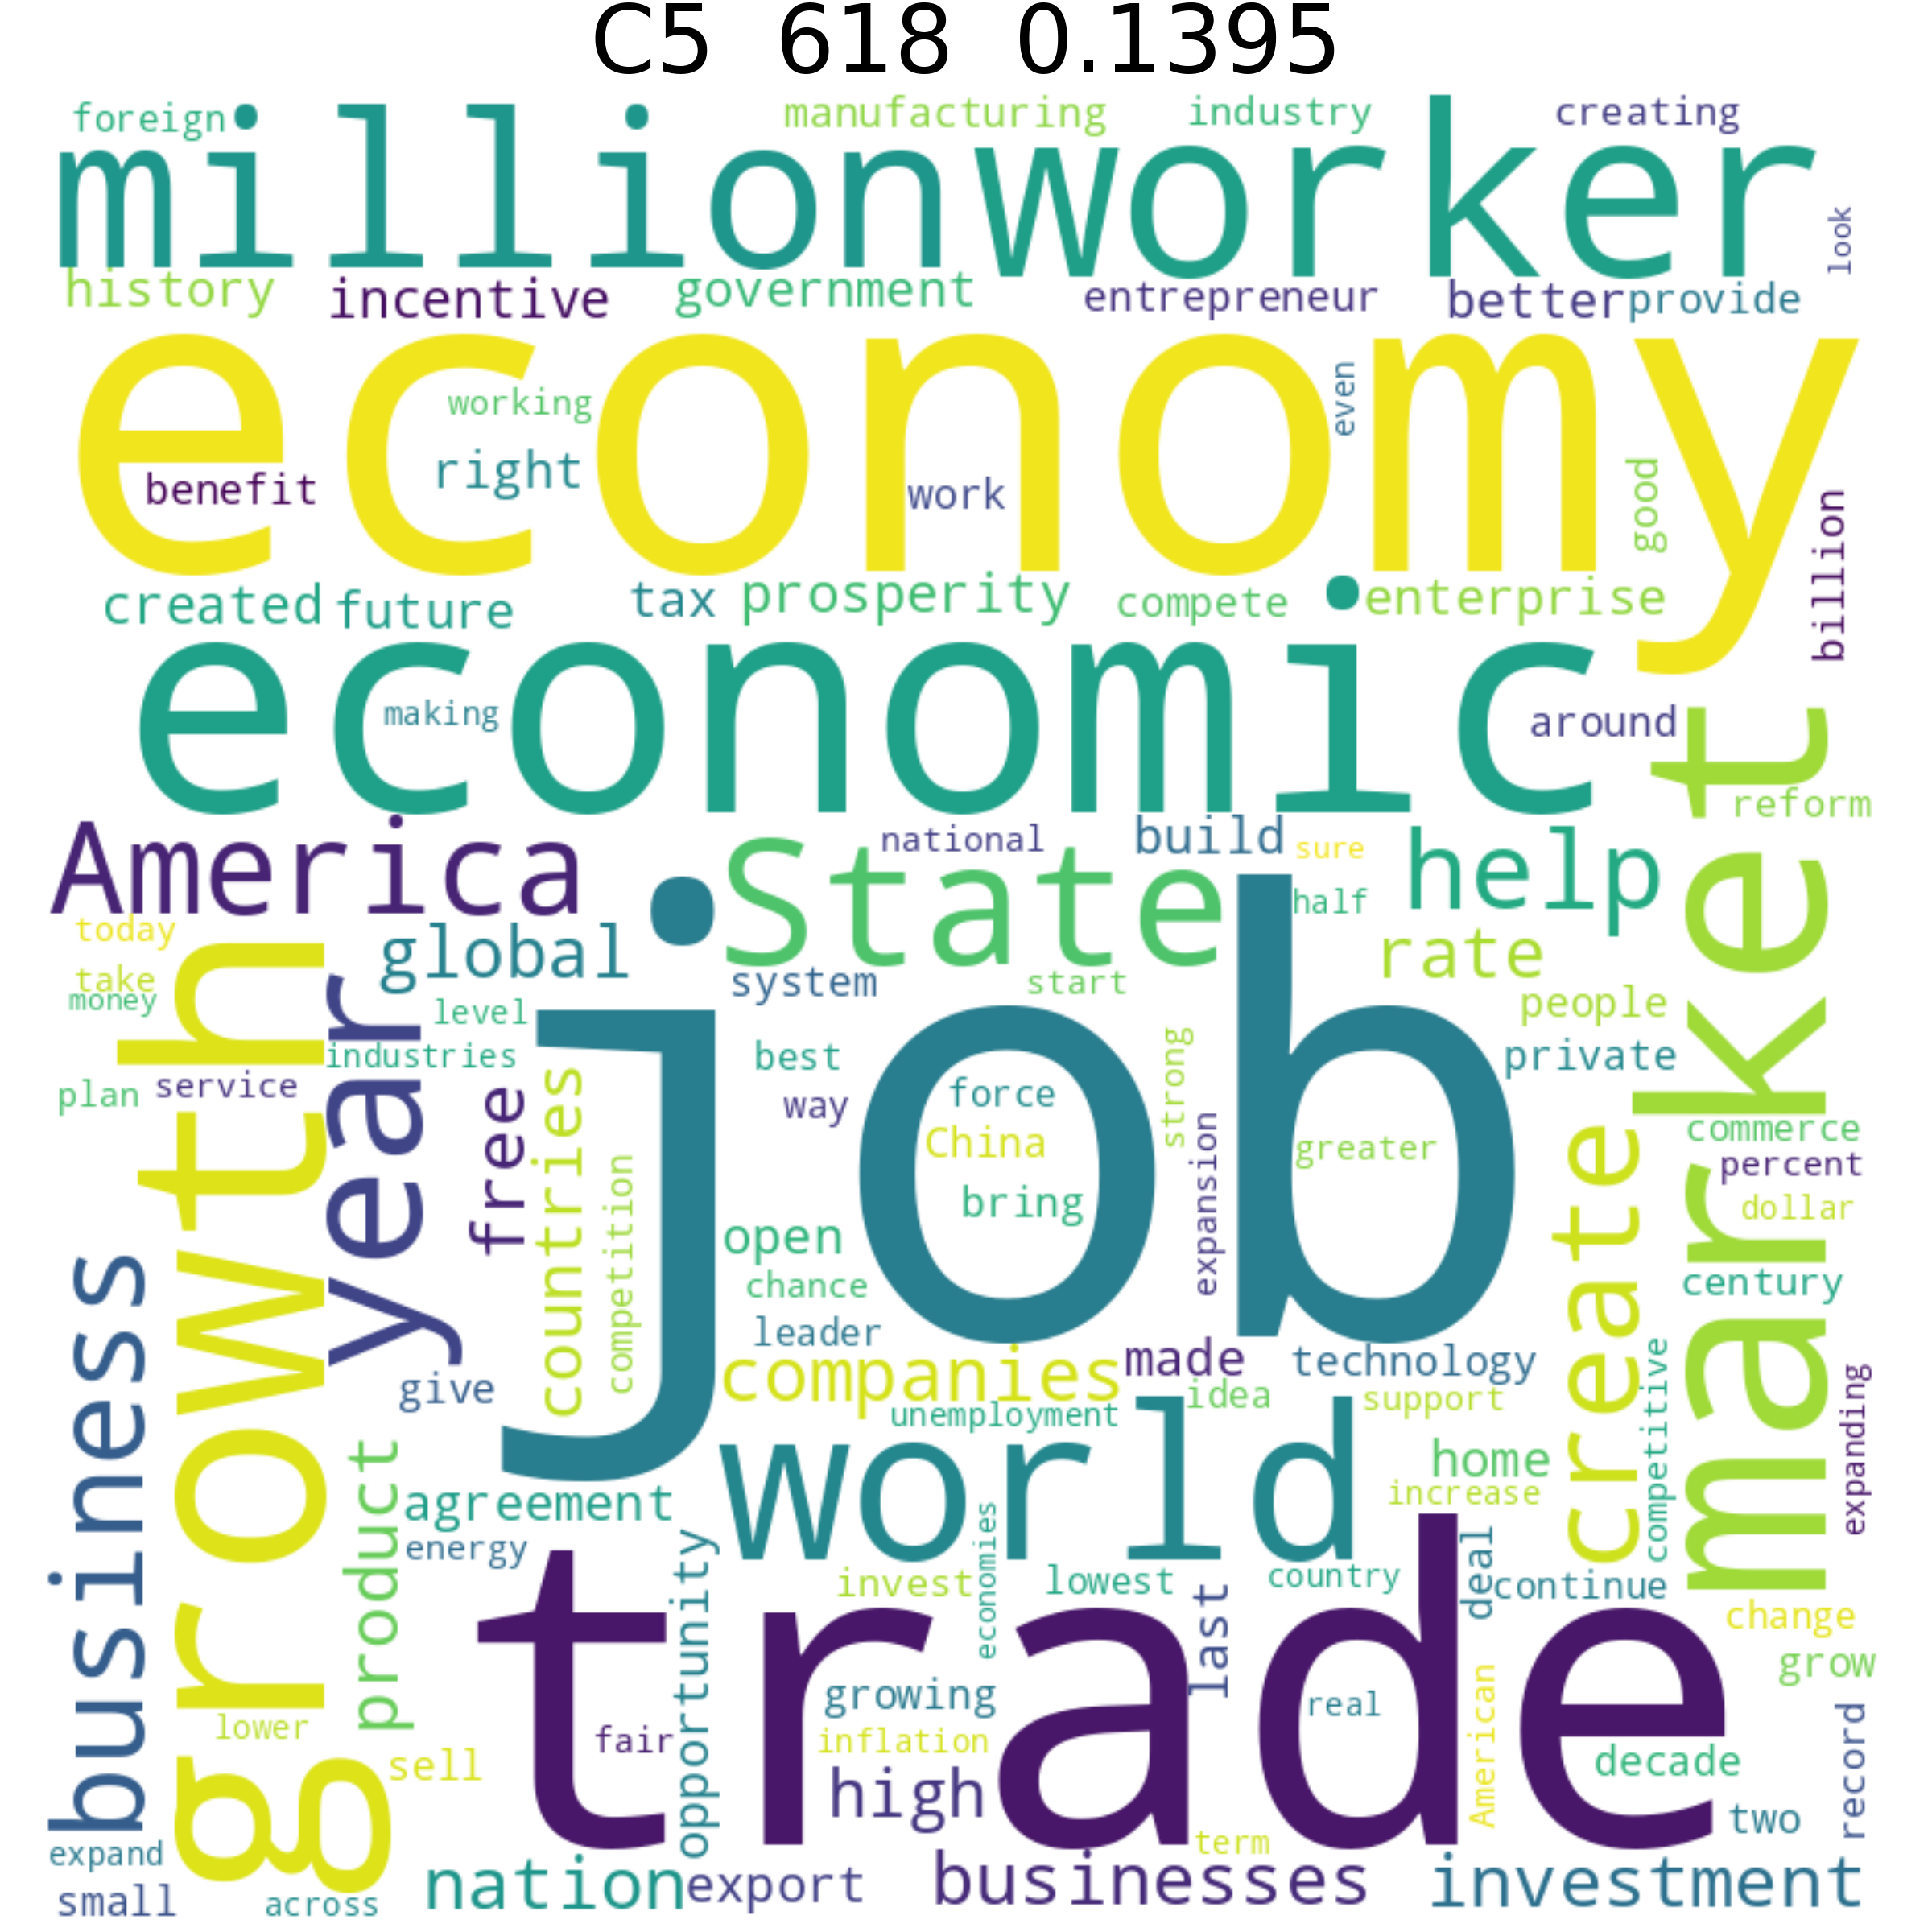 C5 618 0.1395
foreign manufacturing industry creating
million worker
look
history incentive government entrepreneur better provide
economy
working even
right
benefit work good
billion
created future tax prosperity compete enterprise
economic
making around
market
reform
America national build sure help
State
half
today global rate
take system start
money people
level
growth
year
industries best private
job
plan service way force strong
free
countries
China greater commerce
competition expansion percent
bring dollar
open
create
chance century
business
leader
companies made technology
competitive
give idea support
unemployment
expanding
world
product home
agreement increase
energy
opportunity
economies
invest lowest country deal continue
last
change
trade
growing real grow
American
lower fair inflation
record
sell high decade
two
term
expand
nation export businesses investment
small across